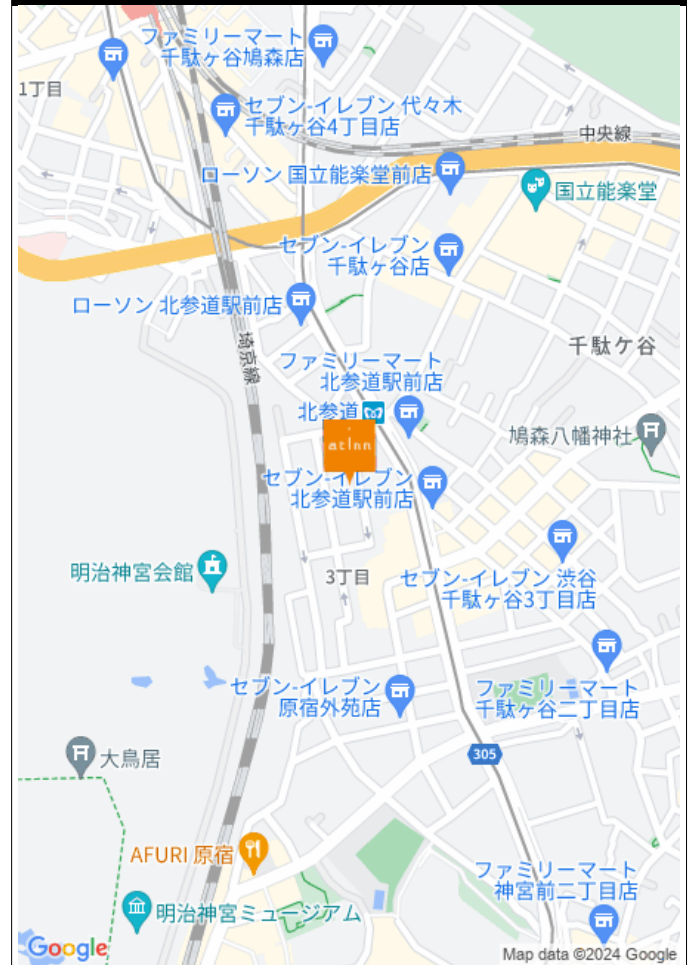 ファミリーマート
千駄ヶ谷鳩森店
1丁目
セブン-イレブン 代々木
千駄ヶ谷4丁目店
中央線
ローソン 国立能楽堂前店
国立能楽堂
セブン-イレブン
千駄ヶ谷店
ローソン 北参道駅前店
埼京線
千駄ケ谷
ファミリーマート
北参道駅前店
北参道
at Inn
鳩森八幡神社
セブン-イレブン
北参道駅前店
明治神宮会館
3丁目
セブン-イレブン 渋谷
千駄ヶ谷3丁目店
セブン-イレブン
原宿外苑店
ファミリーマート
千駄ヶ谷二丁目店
大鳥居
305
AFURI 原宿
ファミリーマート
神宮前二丁目店
明治神宮ミュージアム
Google
Map data ©2024 Google